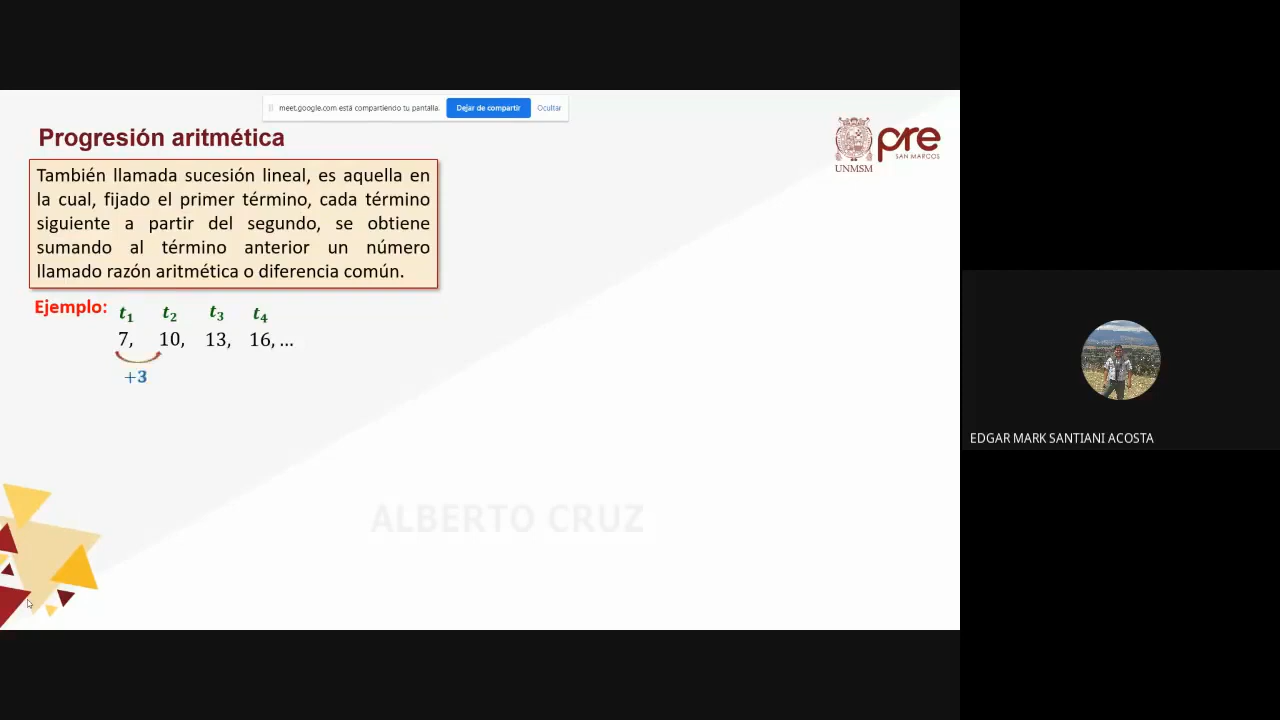 meet.google.com está compartiendo tu pantalla.
Dejar de compartir
Ocultar
Progresión aritmética
pre
SAN MARCOS
UNMSM
También llamada sucesión lineal, es aquella en
la cual, fijado el primer término, cada término
siguiente a partir del segundo, se obtiene
sumando al término anterior un número
llamado razón aritmética o diferencia común.
Ejemplo: t₁ t₂ t₃ t₄
7, 10, 13, 16, ...
+3
EDGAR MARK SANTIANI ACOSTA
ALBERTO CRUZ